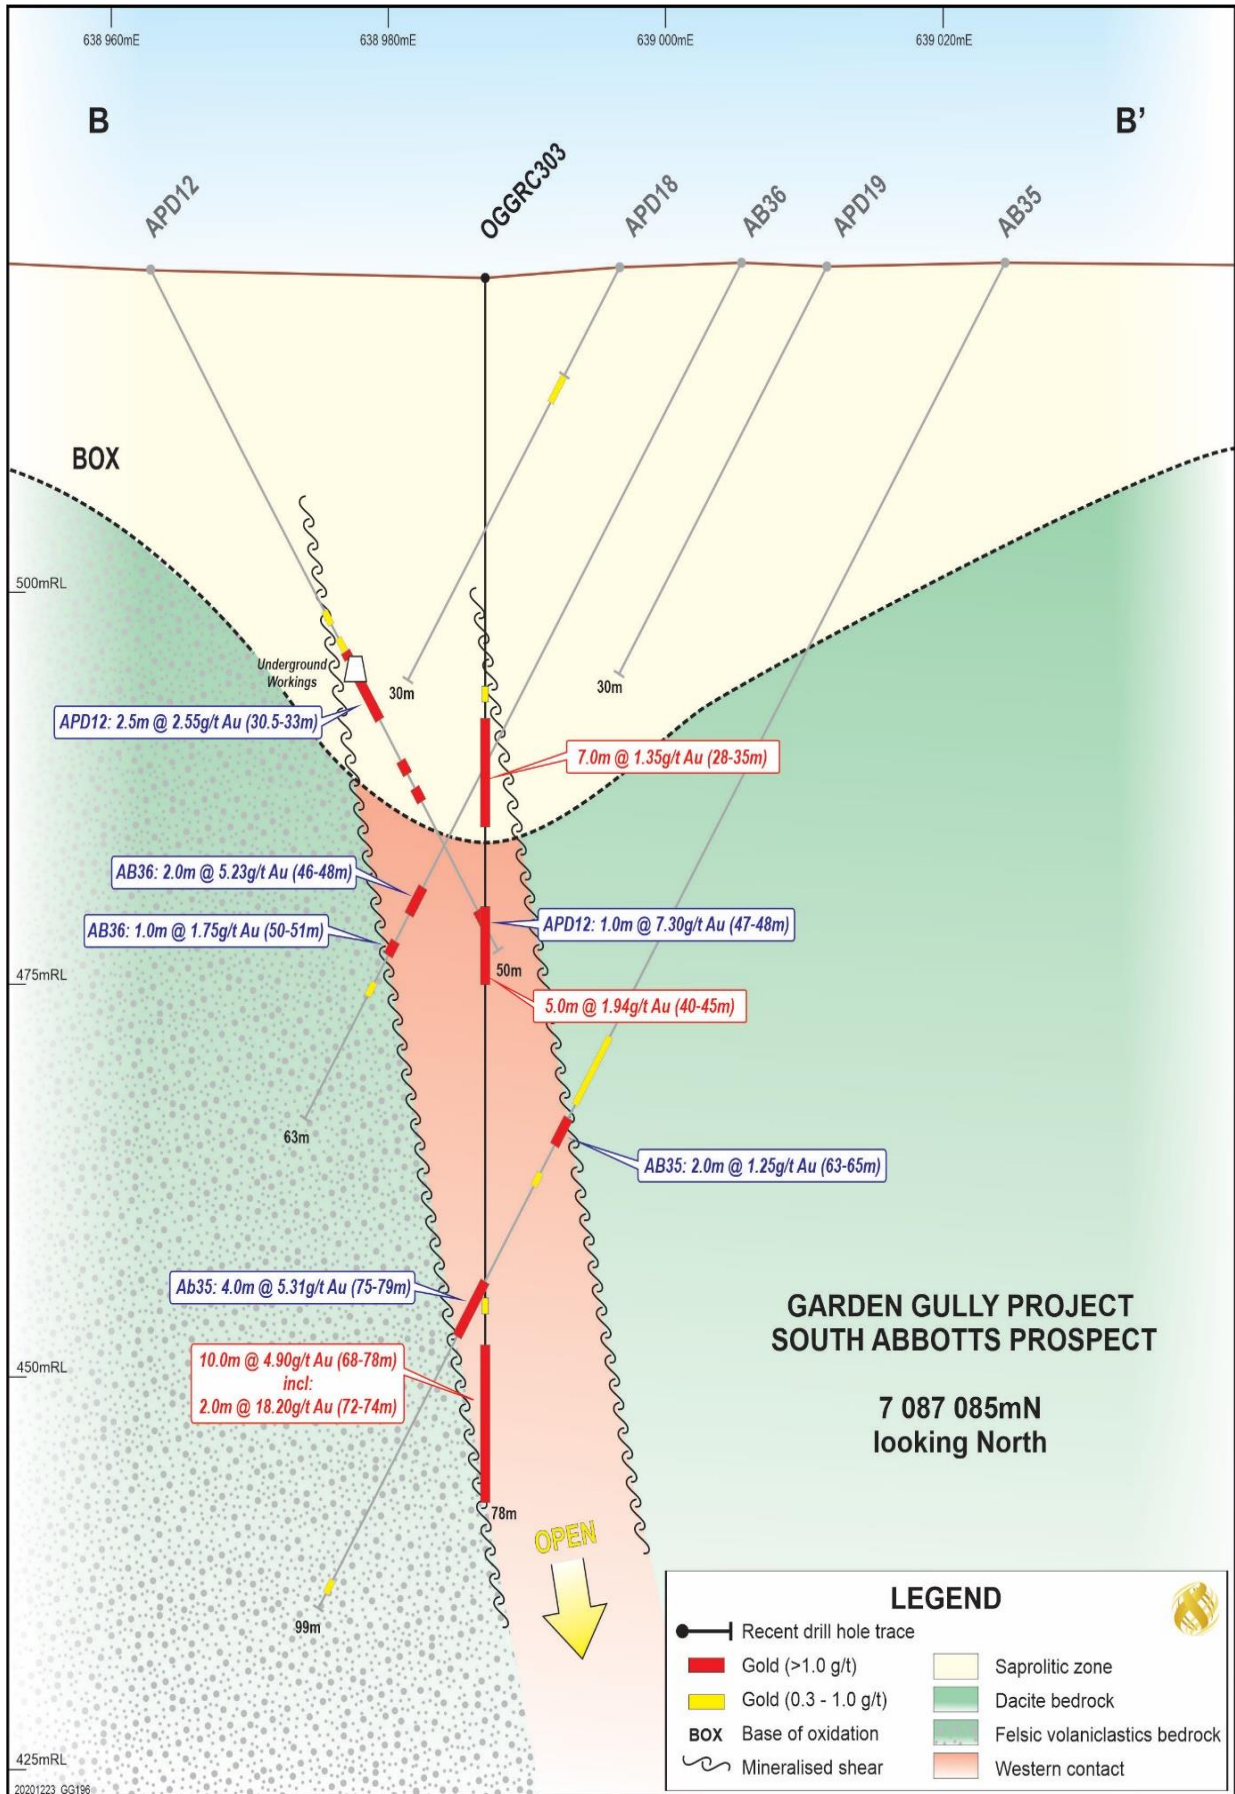 638 960mE
638 980mE
639 000mE
639 020mE
B
B'
APD12
OGGRC303
APD18
AB36
APD19
AB35
BOX
500mRL
Underground
Workings
30m
30m
APD12: 2.5m @ 2.55g/t Au (30.5-33m)
7.0m @ 1.35g/t Au (28-35m)
AB36: 2.0m @ 5.23g/t Au (46-48m)
AB36: 1.0m @ 1.75g/t Au (50-51m)
APD12: 1.0m @ 7.30g/t Au (47-48m)
50m
475mRL
5.0m @ 1.94g/t Au (40-45m)
63m
AB35: 2.0m @ 1.25g/t Au (63-65m)
Ab35: 4.0m @ 5.31g/t Au (75-79m)
GARDEN GULLY PROJECT
SOUTH ABBOTTS PROSPECT
7 087 085mN
looking North
10.0m @ 4.90g/t Au (68-78m)
incl:
2.0m @ 18.20g/t Au (72-74m)
450mRL
78m
OPEN
99m
LEGEND
Recent drill hole trace
Gold (>1.0 g/t)
Gold (0.3 - 1.0 g/t)
BOX Base of oxidation
Mineralised shear
Saprolitic zone
Dacite bedrock
Felsic volaniclastics bedrock
Western contact
425mRL
20201223_GG196